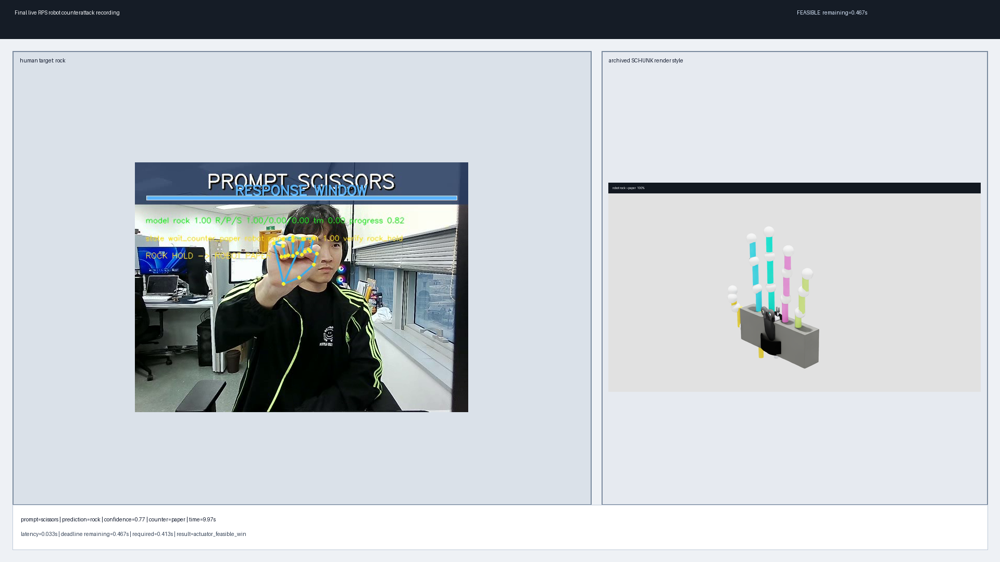 Final live RPS robot counterattack recording
FEASIBLE remaining=0.467s
human target: rock
archived SCHUNK render style
PROMPT SCISSORS
RESPONSE WINDOW
robot rock->paper 100%
model rock 1.00 R/P/S 1.00/0.00/0.00 tm 0.00 progress 0.82
state wait_counter_paper robot paper margin 1.00 verify rock_hold
ROCK HOLD -> ROBOT PAPER
prompt=scissors | prediction=rock | confidence=0.77 | counter=paper | time=9.97s
latency=0.033s | deadline remaining=0.467s | required=0.413s | result=actuator_feasible_win